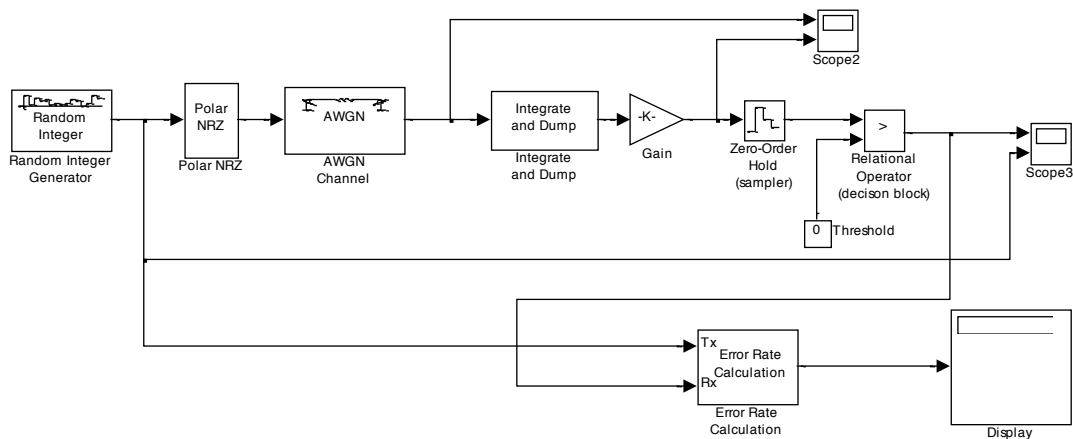 Scope2
Random
Integer
Random Integer
Generator
Polar
NRZ
Polar NRZ
AWGN
AWGN
Channel
Integrate
and Dump
Integrate
and Dump
-K-
Gain
Zero-Order
Hold
(sampler)
>
Relational
Operator
(decison block)
Scope3
0
Threshold
Tx
Rx
Error Rate
Calculation
Error Rate
Calculation
Display